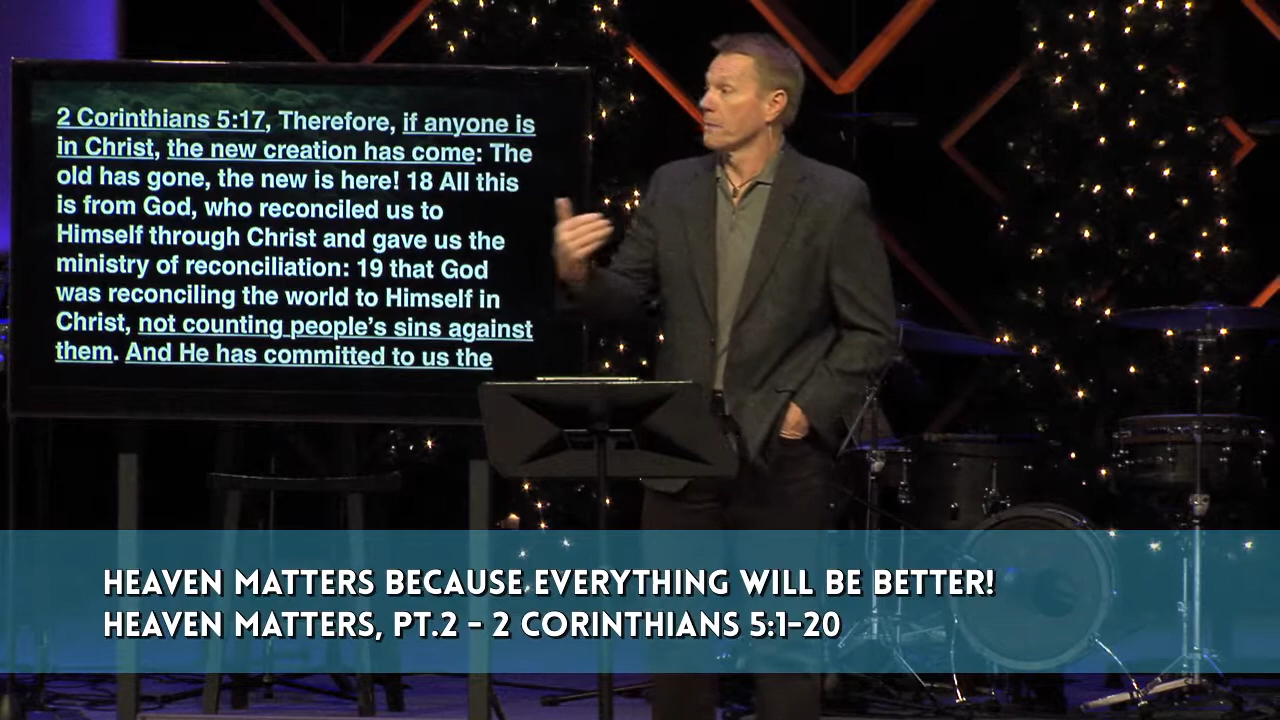 2 Corinthians 5:17, Therefore, if anyone is
in Christ, the new creation has come: The
old has gone, the new is here! 18 All this
is from God, who reconciled us to
Himself through Christ and gave us the
ministry of reconciliation: 19 that God
was reconciling the world to Himself in
Christ, not counting people’s sins against
them. And He has committed to us the
HEAVEN MATTERS BECAUSE EVERYTHING WILL BE BETTER!
HEAVEN MATTERS, PT.2 - 2 CORINTHIANS 5:1-20